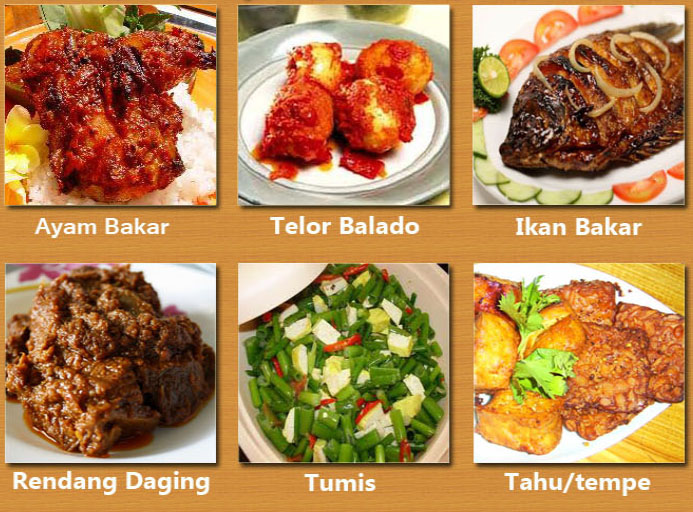 Ayam Bakar
Telor Balado
Ikan Bakar
Rendang Daging
Tumis
Tahu/tempe